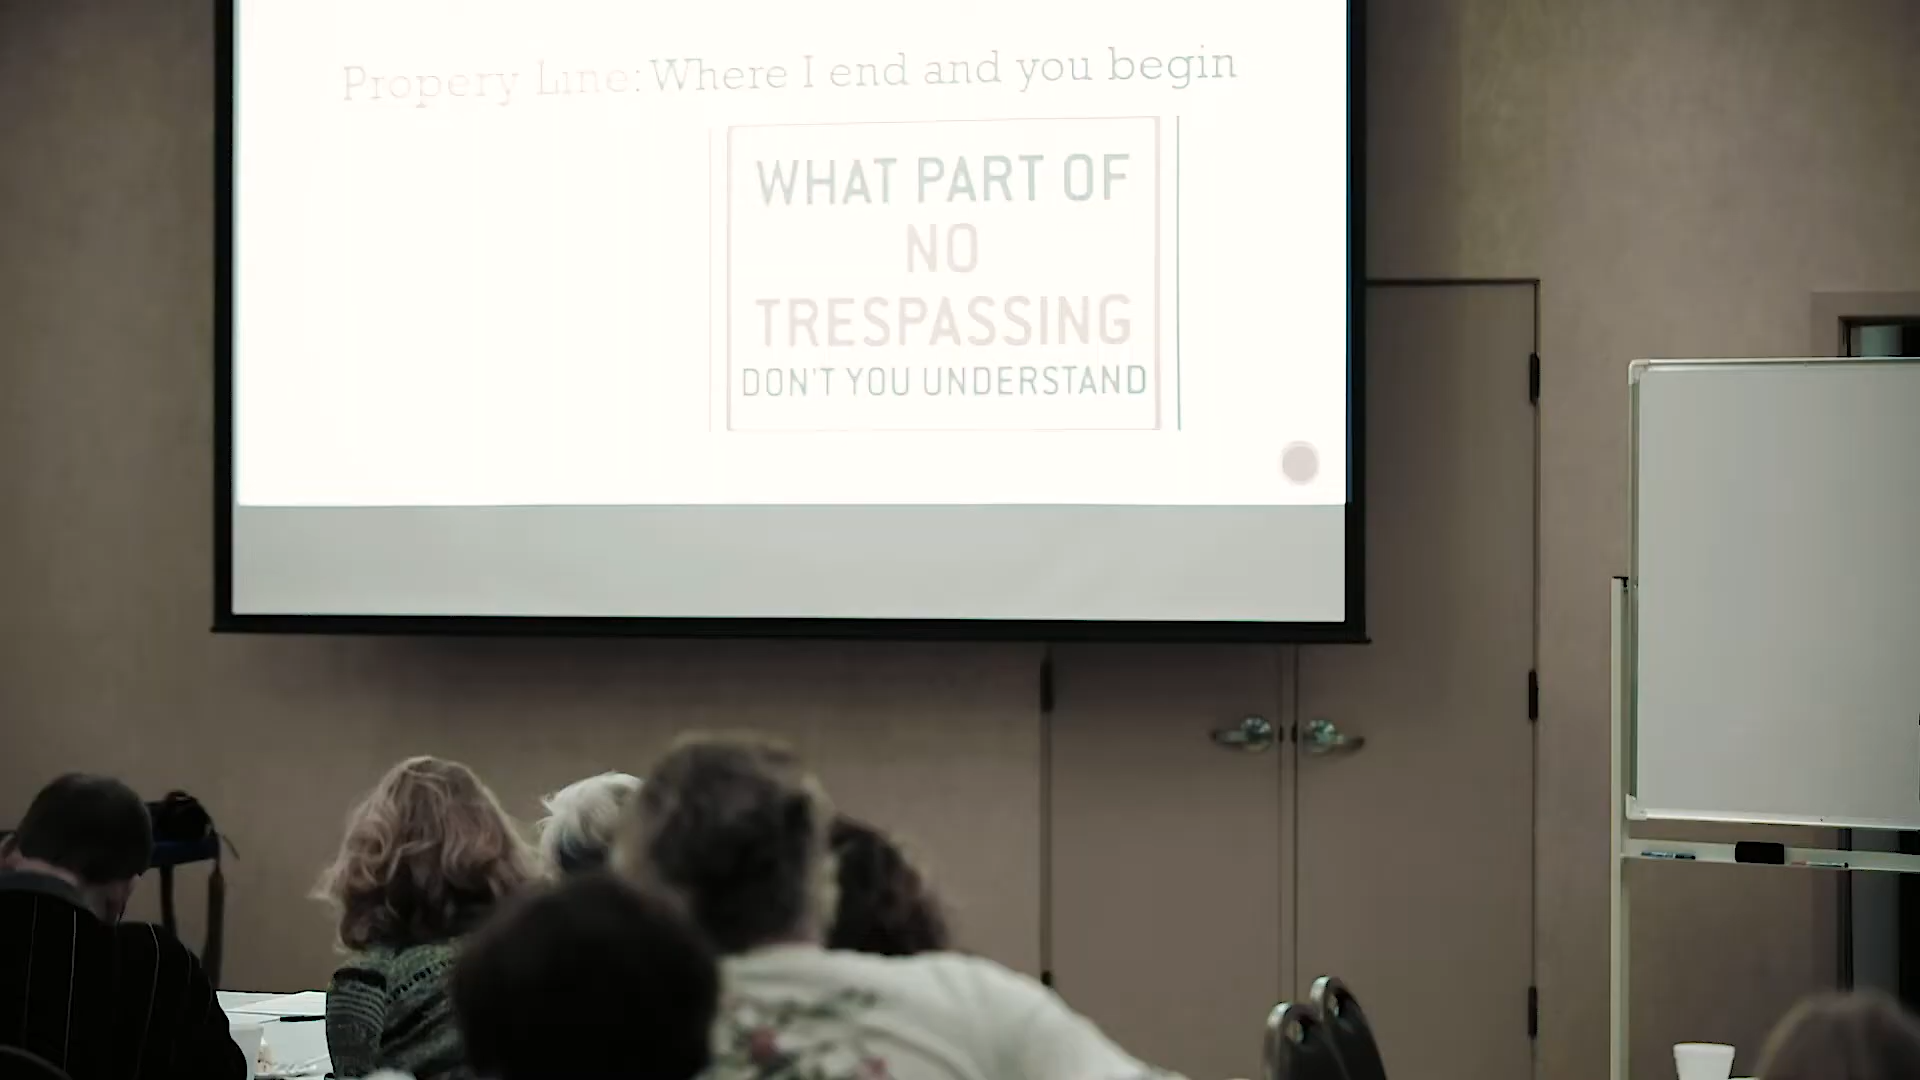 Propery Line: Where I end and you begin
WHAT PART OF
NO
TRESPASSING
DON'T YOU UNDERSTAND